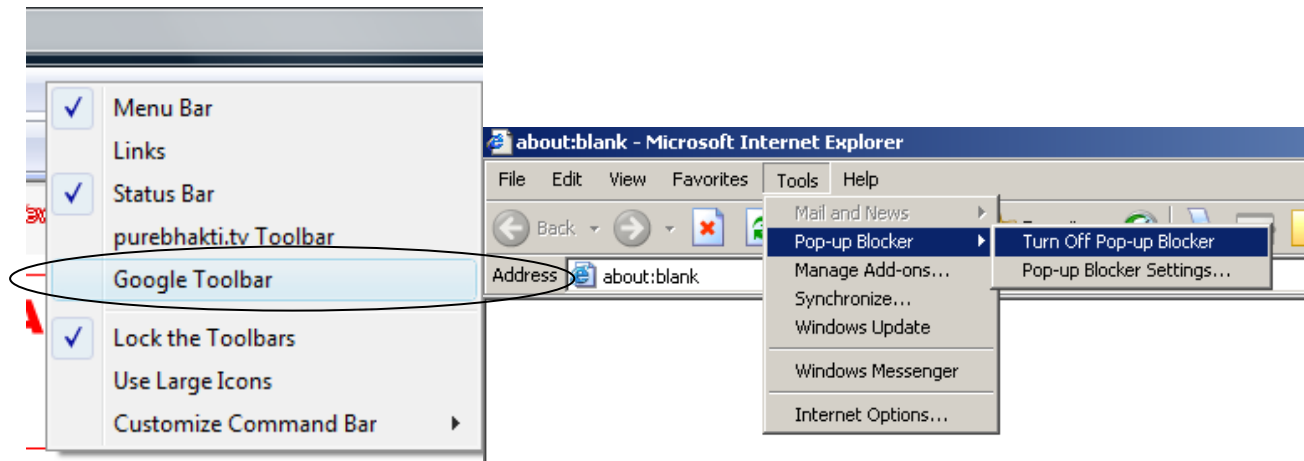 Menu Bar
Links
Status Bar
purebhakti.tv Toolbar
Google Toolbar
Lock the Toolbars
Use Large Icons
Customize Command Bar
about:blank - Microsoft Internet Explorer
File Edit View Favorites Tools Help
Back
Address about:blank
Mail and News
Pop-up Blocker
Manage Add-ons...
Synchronize...
Windows Update
Windows Messenger
Internet Options...
Turn Off Pop-up Blocker
Pop-up Blocker Settings...